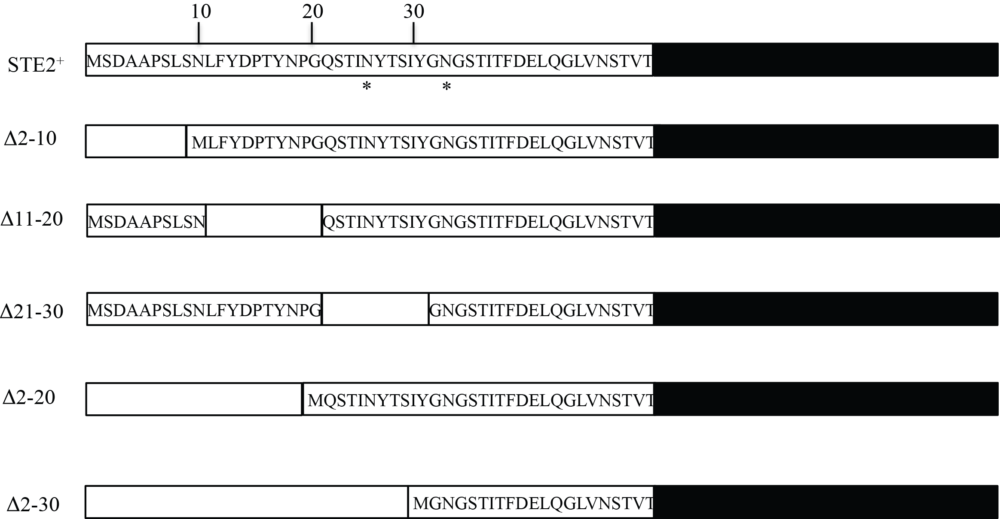 10 20 30
STE2+ MSDAAPSLSNLFYDPTYNPGQSTINYTSIYGNGSTITFDELQGLVNSTVT
* *
Δ2-10 MLFYDPTYNPGQSTINYTSIYGNGSTITFDELQGLVNSTVT
Δ11-20 MSDAAPSLSN QSTINYTSIYGNGSTITFDELQGLVNSTVT
Δ21-30 MSDAAPSLSNLFYDPTYNPG GNGSTITFDELQGLVNSTVT
Δ2-20 MQSTINYTSIYGNGSTITFDELQGLVNSTVT
Δ2-30 MGNGSTITFDELQGLVNSTVT